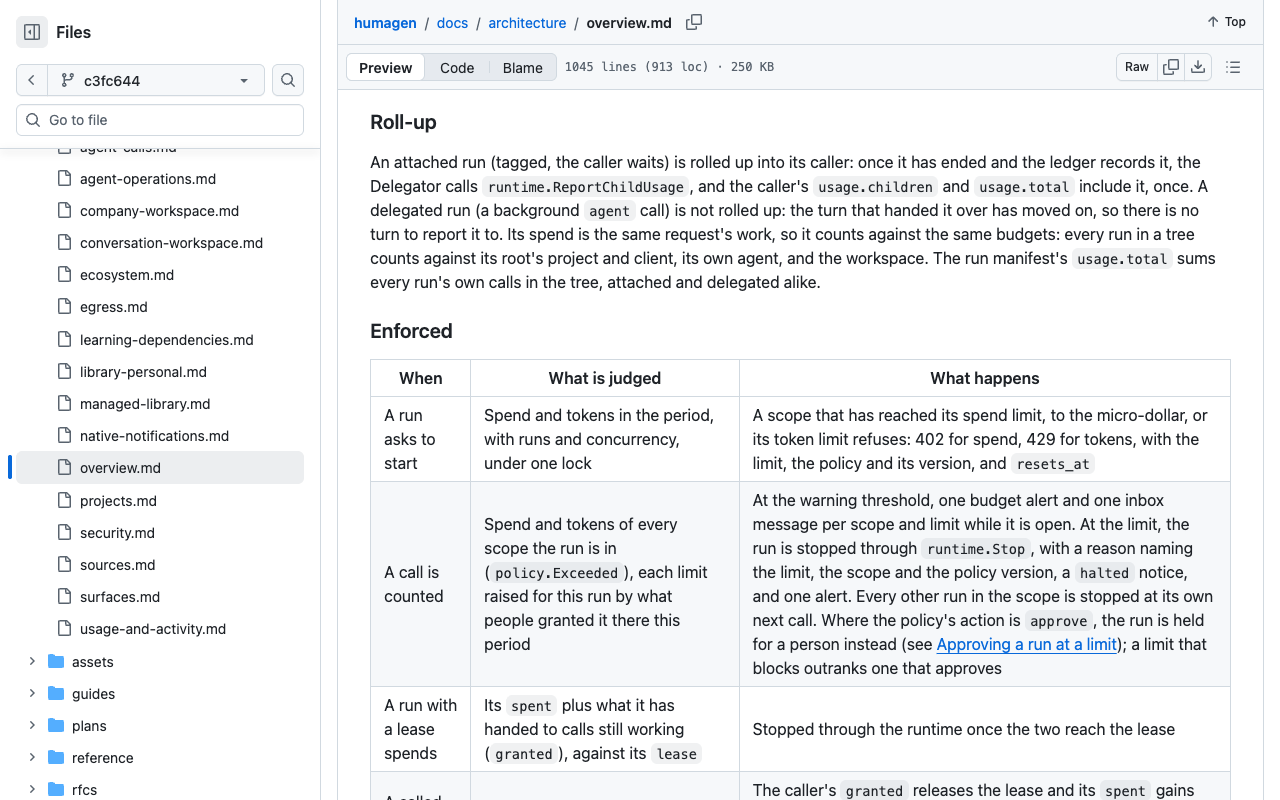 Files
c3fc644
Go to file
agent-calls.md
agent-operations.md
company-workspace.md
conversation-workspace.md
ecosystem.md
egress.md
learning-dependencies.md
library-personal.md
managed-library.md
native-notifications.md
overview.md
projects.md
security.md
sources.md
surfaces.md
usage-and-activity.md
assets
guides
plans
reference
rfcs
humagen / docs / architecture / overview.md
Top
Preview Code Blame 1045 lines (913 loc) · 250 KB
Raw
Roll-up
An attached run (tagged, the caller waits) is rolled up into its caller: once it has ended and the ledger records it, the
Delegator calls runtime.ReportChildUsage, and the caller's usage.children and usage.total include it, once. A
delegated run (a background agent call) is not rolled up: the turn that handed it over has moved on, so there is no
turn to report it to. Its spend is the same request's work, so it counts against the same budgets: every run in a tree
counts against its root's project and client, its own agent, and the workspace. The run manifest's usage.total sums
every run's own calls in the tree, attached and delegated alike.
Enforced
When
What is judged
What happens
A run
asks to
start
Spend and tokens in the period,
with runs and concurrency,
under one lock
A scope that has reached its spend limit, to the micro-dollar, or
its token limit refuses: 402 for spend, 429 for tokens, with the
limit, the policy and its version, and resets_at
A call is
counted
Spend and tokens of every
scope the run is in
(policy.Exceeded), each limit
raised for this run by what
people granted it there this
period
At the warning threshold, one budget alert and one inbox
message per scope and limit while it is open. At the limit, the
run is stopped through runtime.Stop, with a reason naming
the limit, the scope and the policy version, a halted notice,
and one alert. Every other run in the scope is stopped at its own
next call. Where the policy's action is approve, the run is held
for a person instead (see Approving a run at a limit); a limit that
blocks outranks one that approves
A run with
a lease
spends
Its spent plus what it has
handed to calls still working
(granted), against its lease
Stopped through the runtime once the two reach the lease
A called
The caller's granted releases the lease and its spent gains